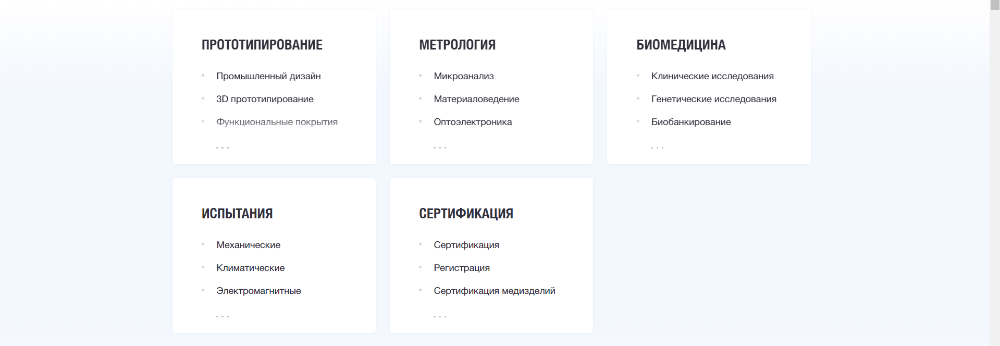 ПРОТОТИПИРОВАНИЕ
Промышленный дизайн
3D прототипирование
Функциональные покрытия
...
МЕТРОЛОГИЯ
Микроанализ
Материаловедение
Оптоэлектроника
...
БИОМЕДИЦИНА
Клинические исследования
Генетические исследования
Биобанкирование
...
ИСПЫТАНИЯ
Механические
Климатические
Электромагнитные
...
СЕРТИФИКАЦИЯ
Сертификация
Регистрация
Сертификация медизделий
...